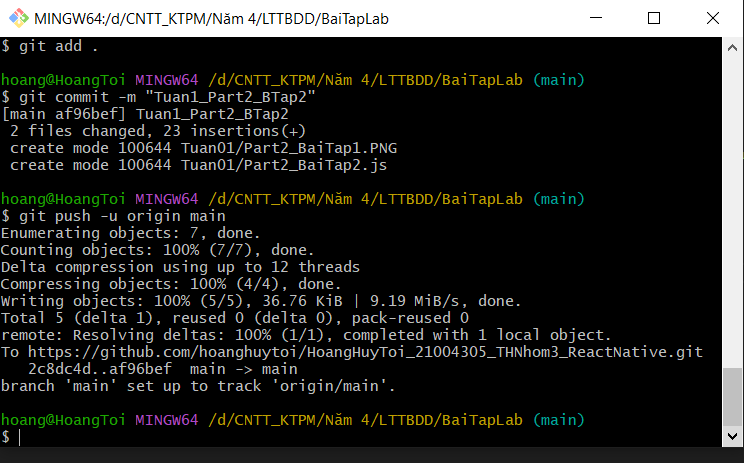 MINGW64:/d/CNTT_KTPM/Năm 4/LTTBDD/BaiTapLab
$ git add .
hoang@HoangToi MINGW64 /d/CNTT_KTPM/Năm 4/LTTBDD/BaiTapLab (main)
$ git commit -m "Tuan1_Part2_BTap2"
[main af96bef] Tuan1_Part2_BTap2
 2 files changed, 23 insertions(+)
 create mode 100644 Tuan01/Part2_BaiTap1.PNG
 create mode 100644 Tuan01/Part2_BaiTap2.js
hoang@HoangToi MINGW64 /d/CNTT_KTPM/Năm 4/LTTBDD/BaiTapLab (main)
$ git push -u origin main
Enumerating objects: 7, done.
Counting objects: 100% (7/7), done.
Delta compression using up to 12 threads
Compressing objects: 100% (4/4), done.
Writing objects: 100% (5/5), 36.76 KiB | 9.19 MiB/s, done.
Total 5 (delta 1), reused 0 (delta 0), pack-reused 0
remote: Resolving deltas: 100% (1/1), completed with 1 local object.
To https://github.com/hoanghuytoi/HoangHuyToi_21004305_THNhom3_ReactNative.git
   2c8dc4d..af96bef  main -> main
branch 'main' set up to track 'origin/main'.
hoang@HoangToi MINGW64 /d/CNTT_KTPM/Năm 4/LTTBDD/BaiTapLab (main)
$